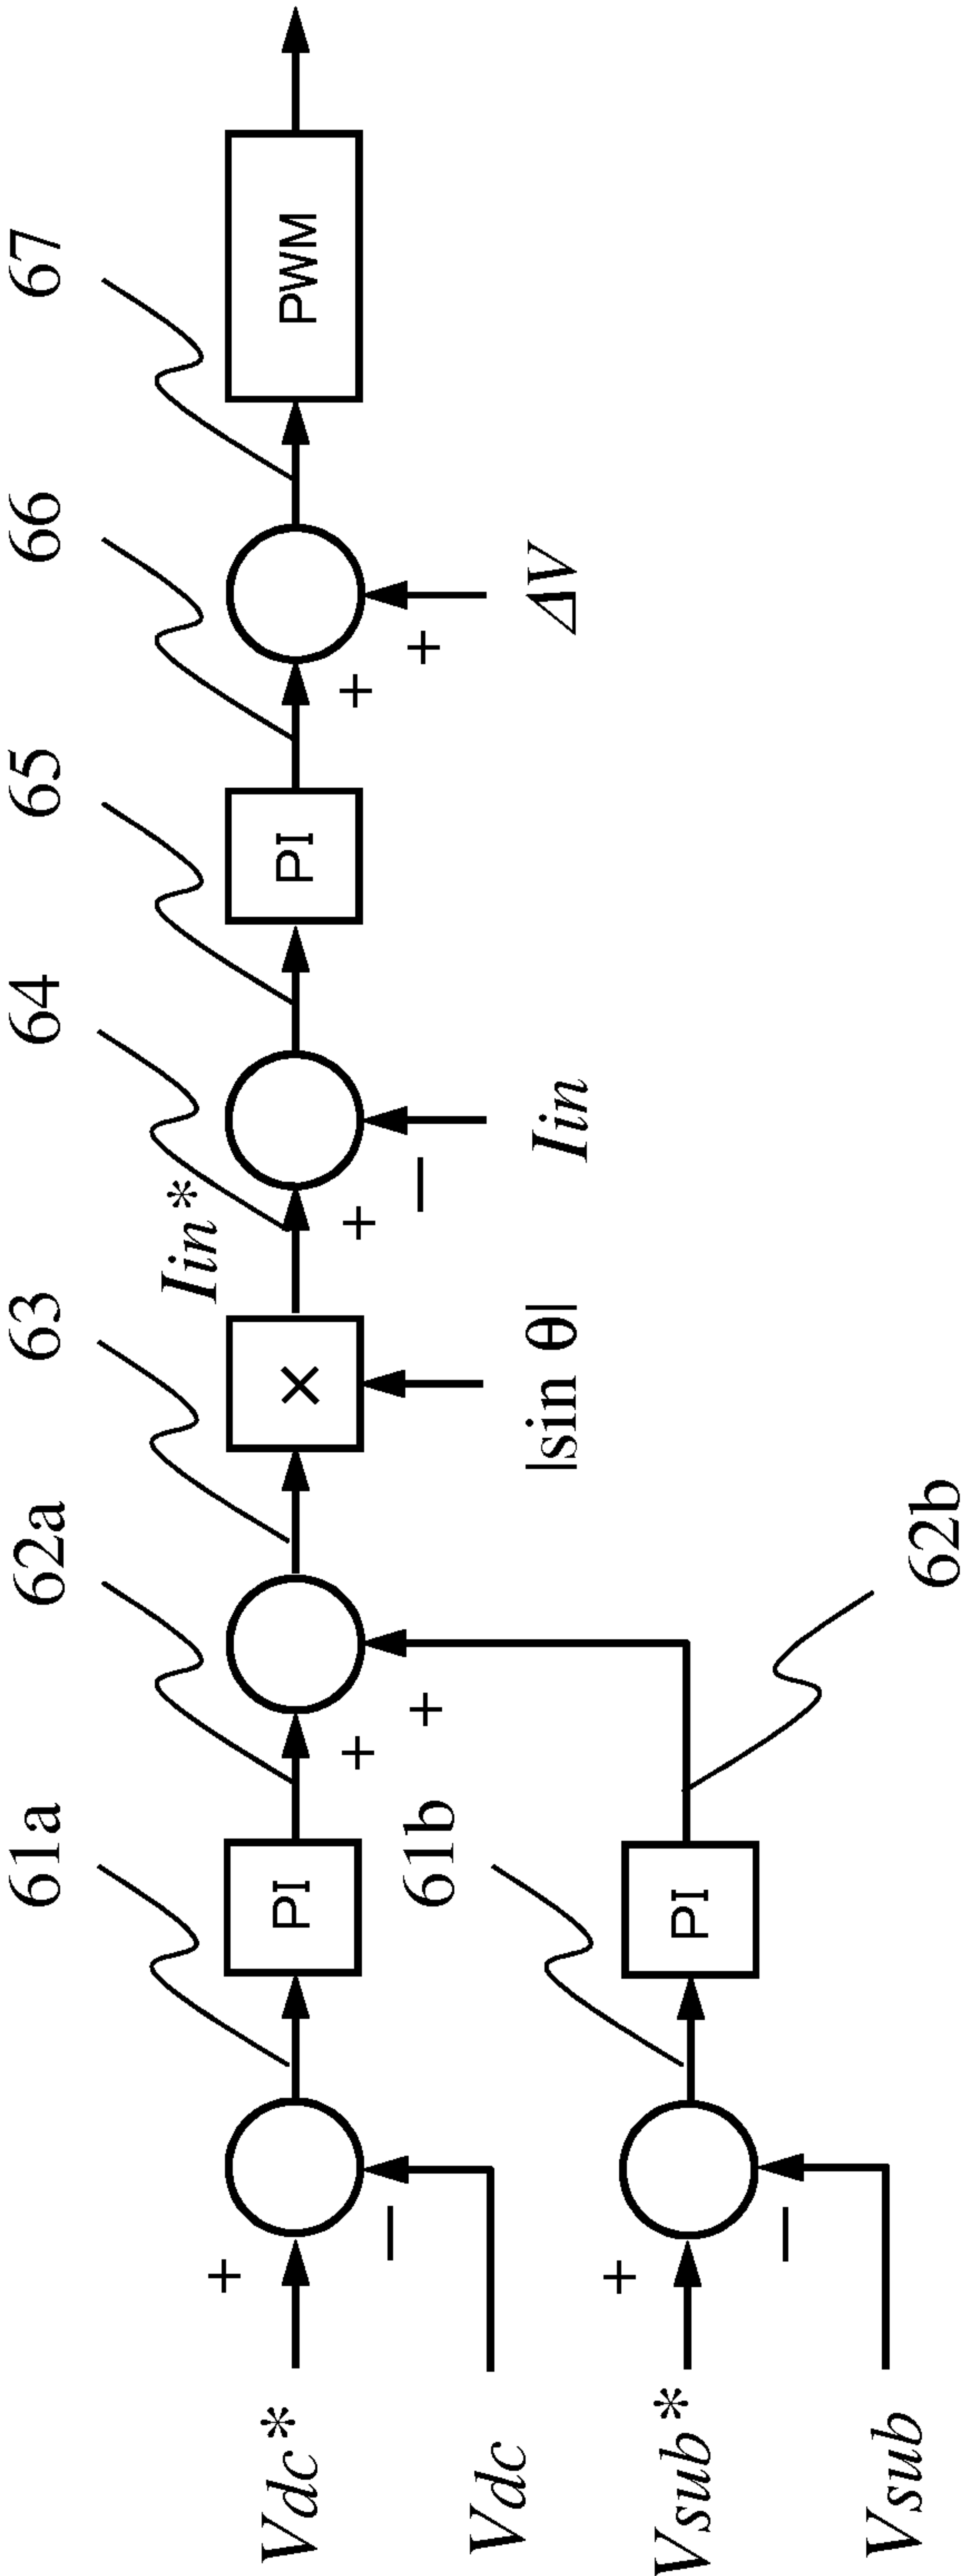 61a
62a
63
64
65
66
67
Iin*
Vdc*
+
PI
+
×
+
PI
+
PWM
−
+
−
+
Vdc
|sin θ|
Iin
ΔV
61b
Vsub*
+
PI
−
Vsub
62b